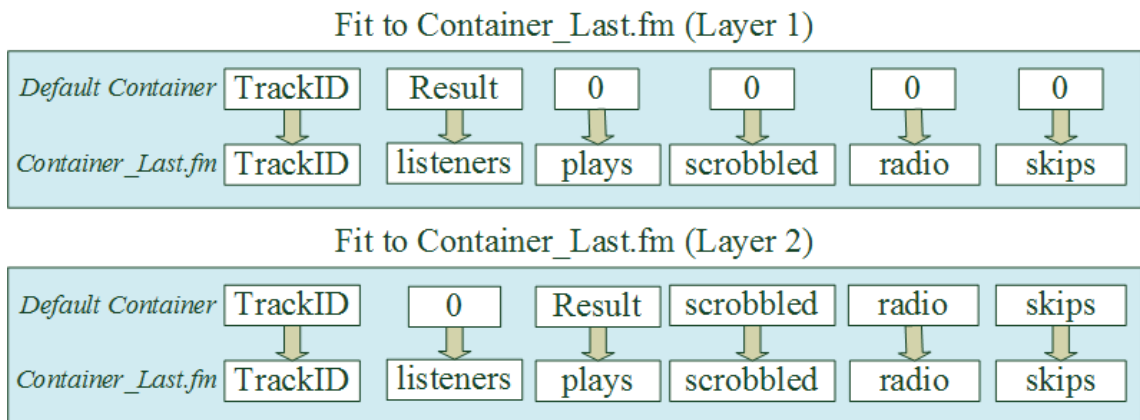 Fit to Container_Last.fm (Layer 1)
Default Container TrackID Result 0 0 0 0
Container_Last.fm TrackID listeners plays scrobbled radio skips
Fit to Container_Last.fm (Layer 2)
Default Container TrackID 0 Result scrobbled radio skips
Container_Last.fm TrackID listeners plays scrobbled radio skips